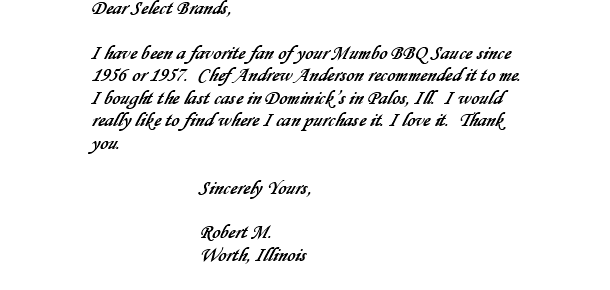 Dear Select Brands,
I have been a favorite fan of your Mumbo BBQ Sauce since
1956 or 1957. Chef Andrew Anderson recommended it to me.
I bought the last case in Dominick's in Palos, Ill. I would
really like to find where I can purchase it. I love it. Thank
you.
Sincerely Yours,
Robert M.
Worth, Illinois